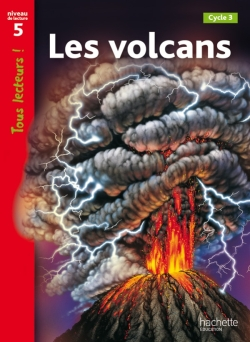 niveau
de lecture
5
Cycle 3
Les volcans
Tous lecteurs !
hachette
ÉDUCATION